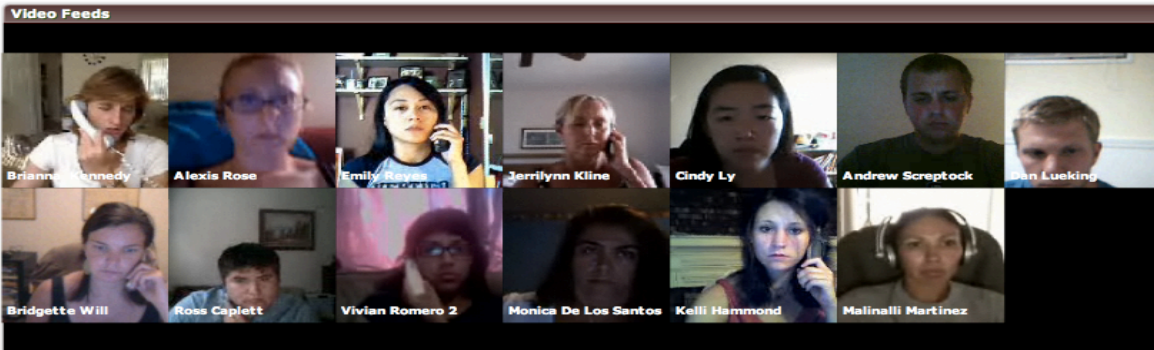 Video Feeds
Brianna Kennedy
Alexis Rose
Emily Reyes
Jerrilynn Kline
Cindy Ly
Andrew Screptock
Dan Lueking
Bridgette Will
Ross Caplett
Vivian Romero 2
Monica De Los Santos
Kelli Hammond
Malinalli Martinez